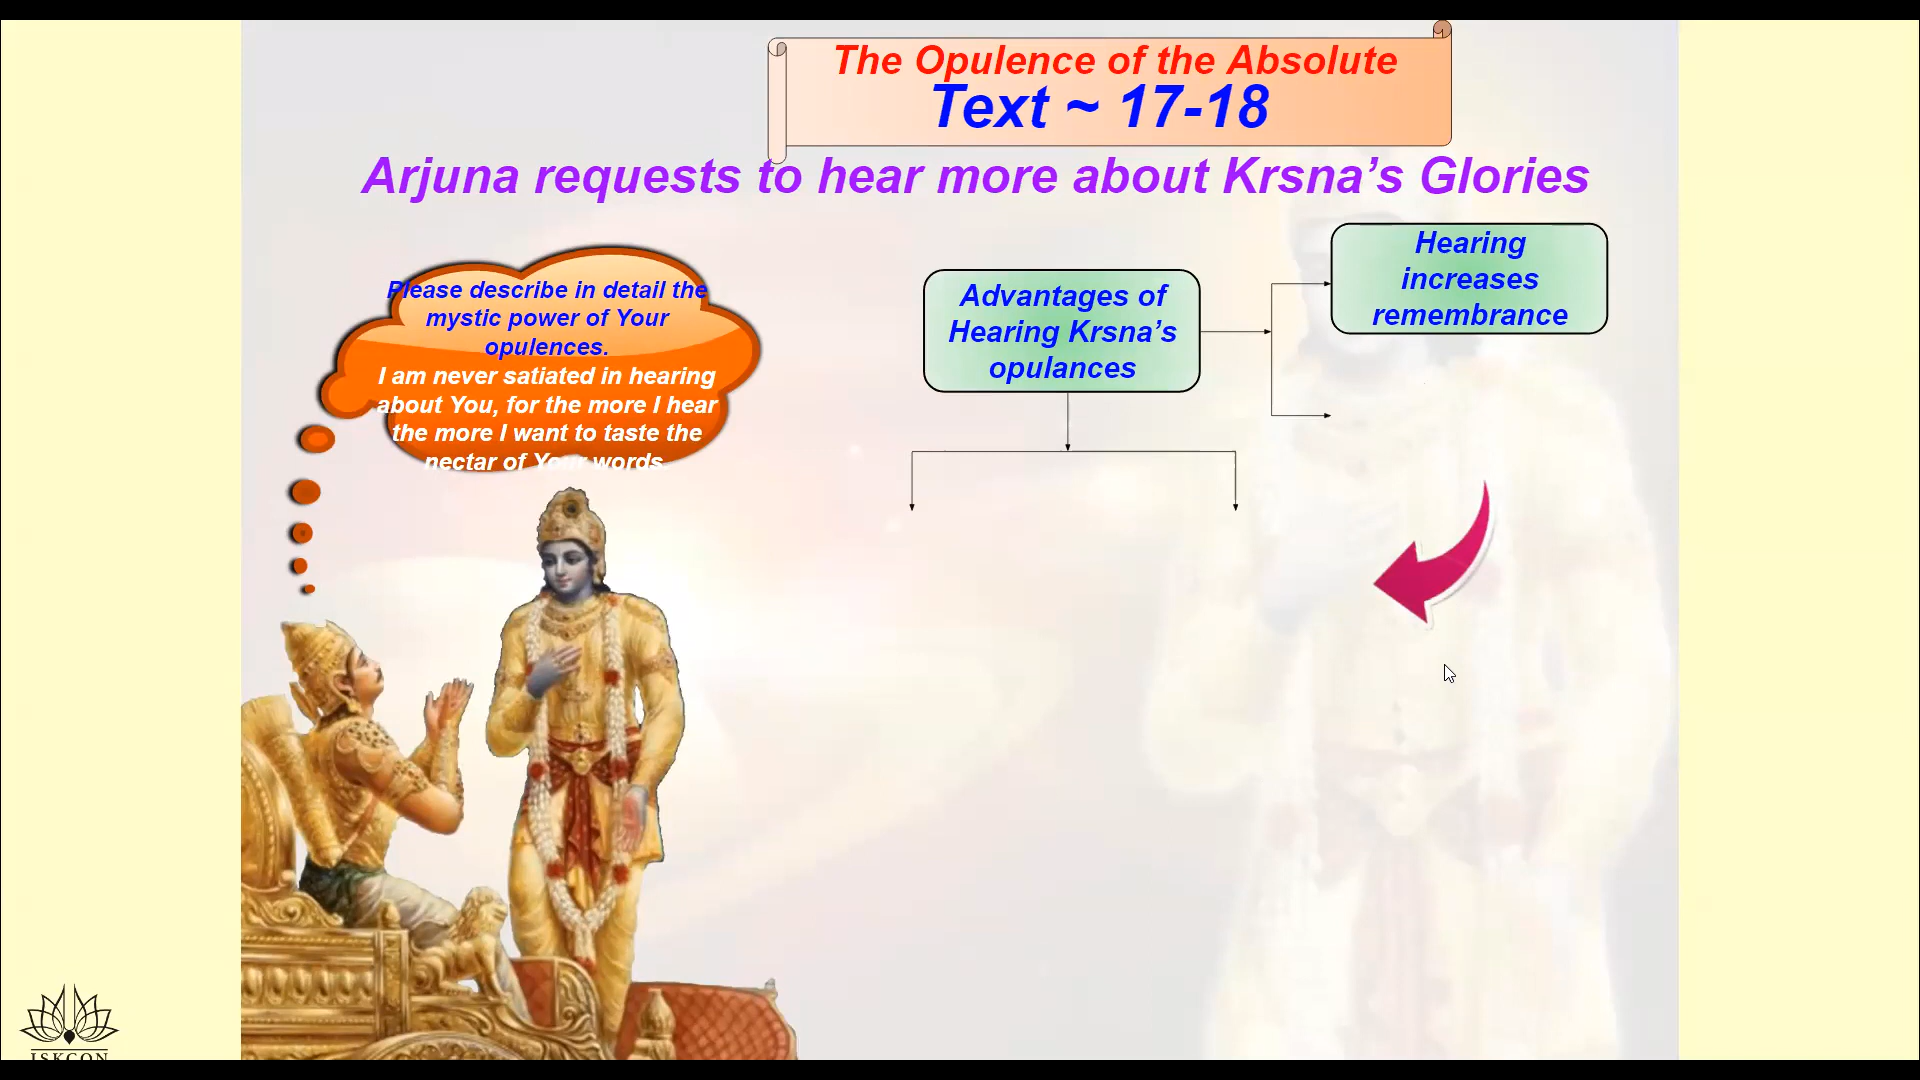 The Opulence of the Absolute
Text ~ 17-18
Arjuna requests to hear more about Krsna’s Glories
Please describe in detail the
mystic power of Your
opulences.
I am never satiated in hearing
about You, for the more I hear
the more I want to taste the
nectar of Your words.
Advantages of
Hearing Krsna’s
opulances
Hearing
increases
remembrance
ISKCON